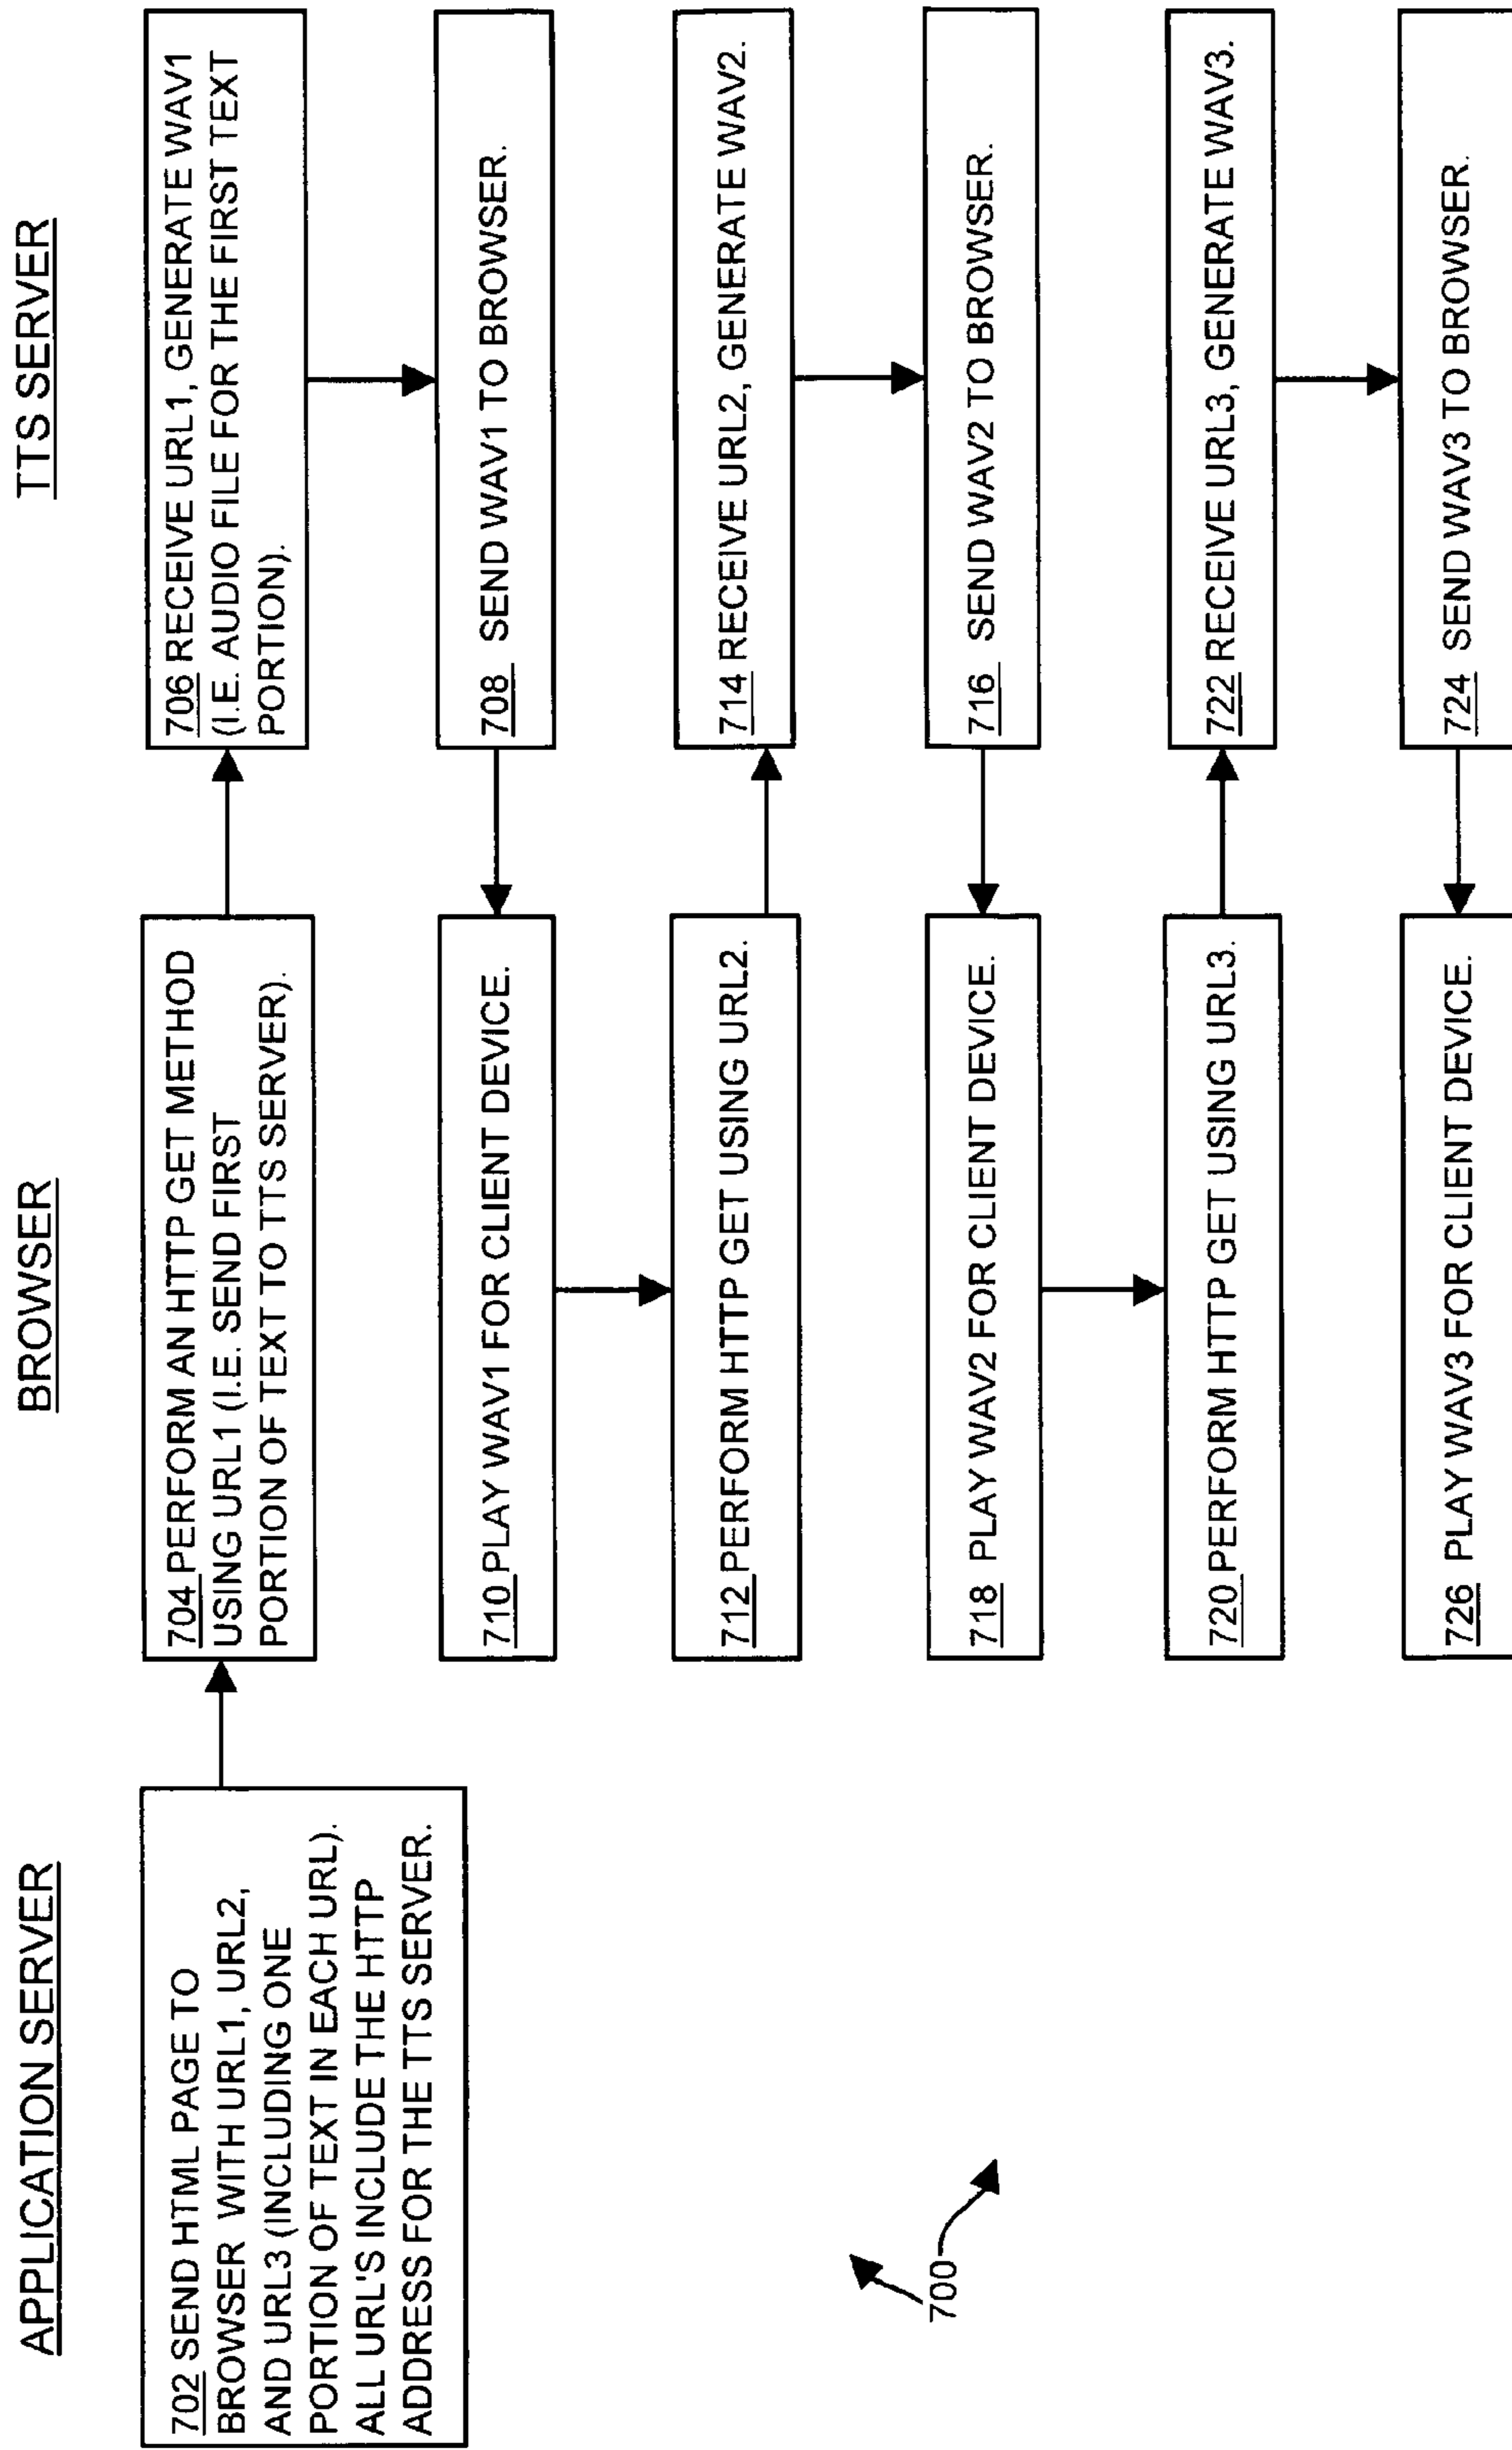 APPLICATION SERVER
BROWSER
TTS SERVER
702 SEND HTML PAGE TO
BROWSER WITH URL1, URL2,
AND URL3 (INCLUDING ONE
PORTION OF TEXT IN EACH URL).
ALL URL'S INCLUDE THE HTTP
ADDRESS FOR THE TTS SERVER.
704 PERFORM AN HTTP GET METHOD
USING URL1 (I.E. SEND FIRST
PORTION OF TEXT TO TTS SERVER).
706 RECEIVE URL1, GENERATE WAV1
(I.E. AUDIO FILE FOR THE FIRST TEXT
PORTION).
708 SEND WAV1 TO BROWSER.
710 PLAY WAV1 FOR CLIENT DEVICE.
712 PERFORM HTTP GET USING URL2.
714 RECEIVE URL2, GENERATE WAV2.
716 SEND WAV2 TO BROWSER.
718 PLAY WAV2 FOR CLIENT DEVICE.
720 PERFORM HTTP GET USING URL3.
722 RECEIVE URL3, GENERATE WAV3.
724 SEND WAV3 TO BROWSER.
726 PLAY WAV3 FOR CLIENT DEVICE.
700